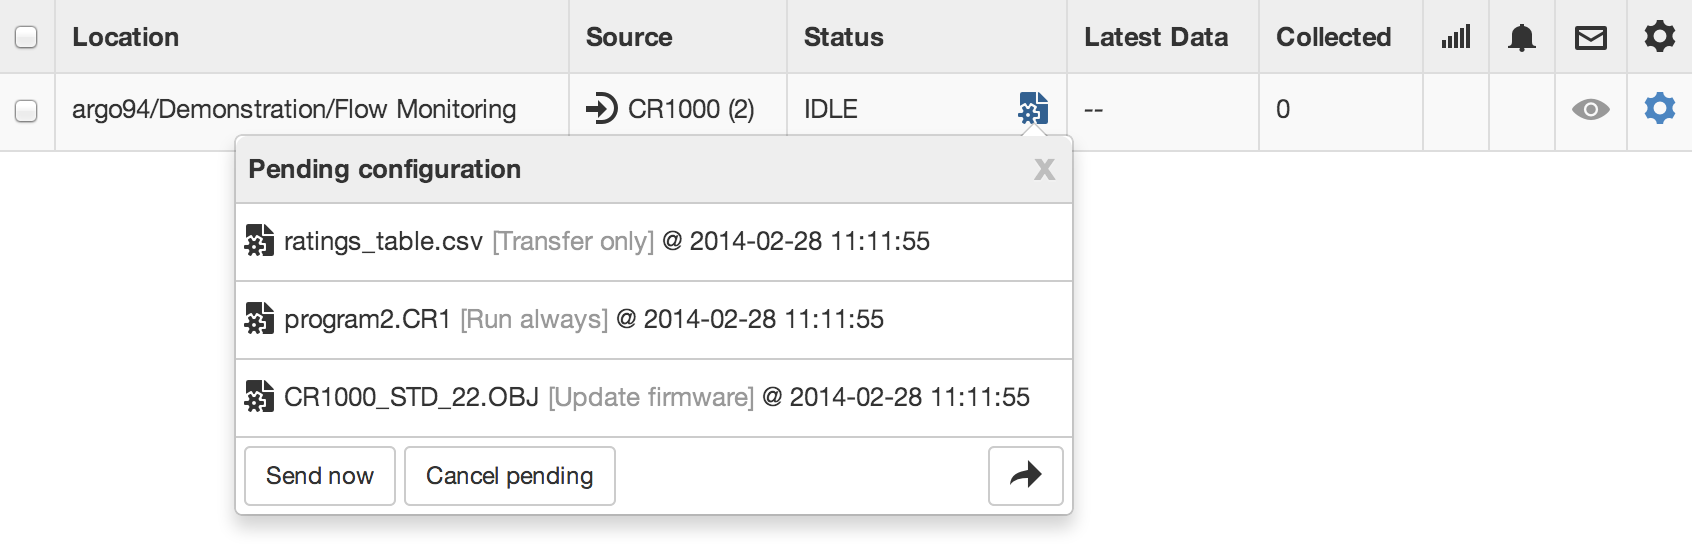 Location Source Status Latest Data Collected
argo94/Demonstration/Flow Monitoring CR1000 (2) IDLE -- 0
Pending configuration X
ratings_table.csv [Transfer only] @ 2014-02-28 11:11:55
program2.CR1 [Run always] @ 2014-02-28 11:11:55
CR1000_STD_22.OBJ [Update firmware] @ 2014-02-28 11:11:55
Send now Cancel pending